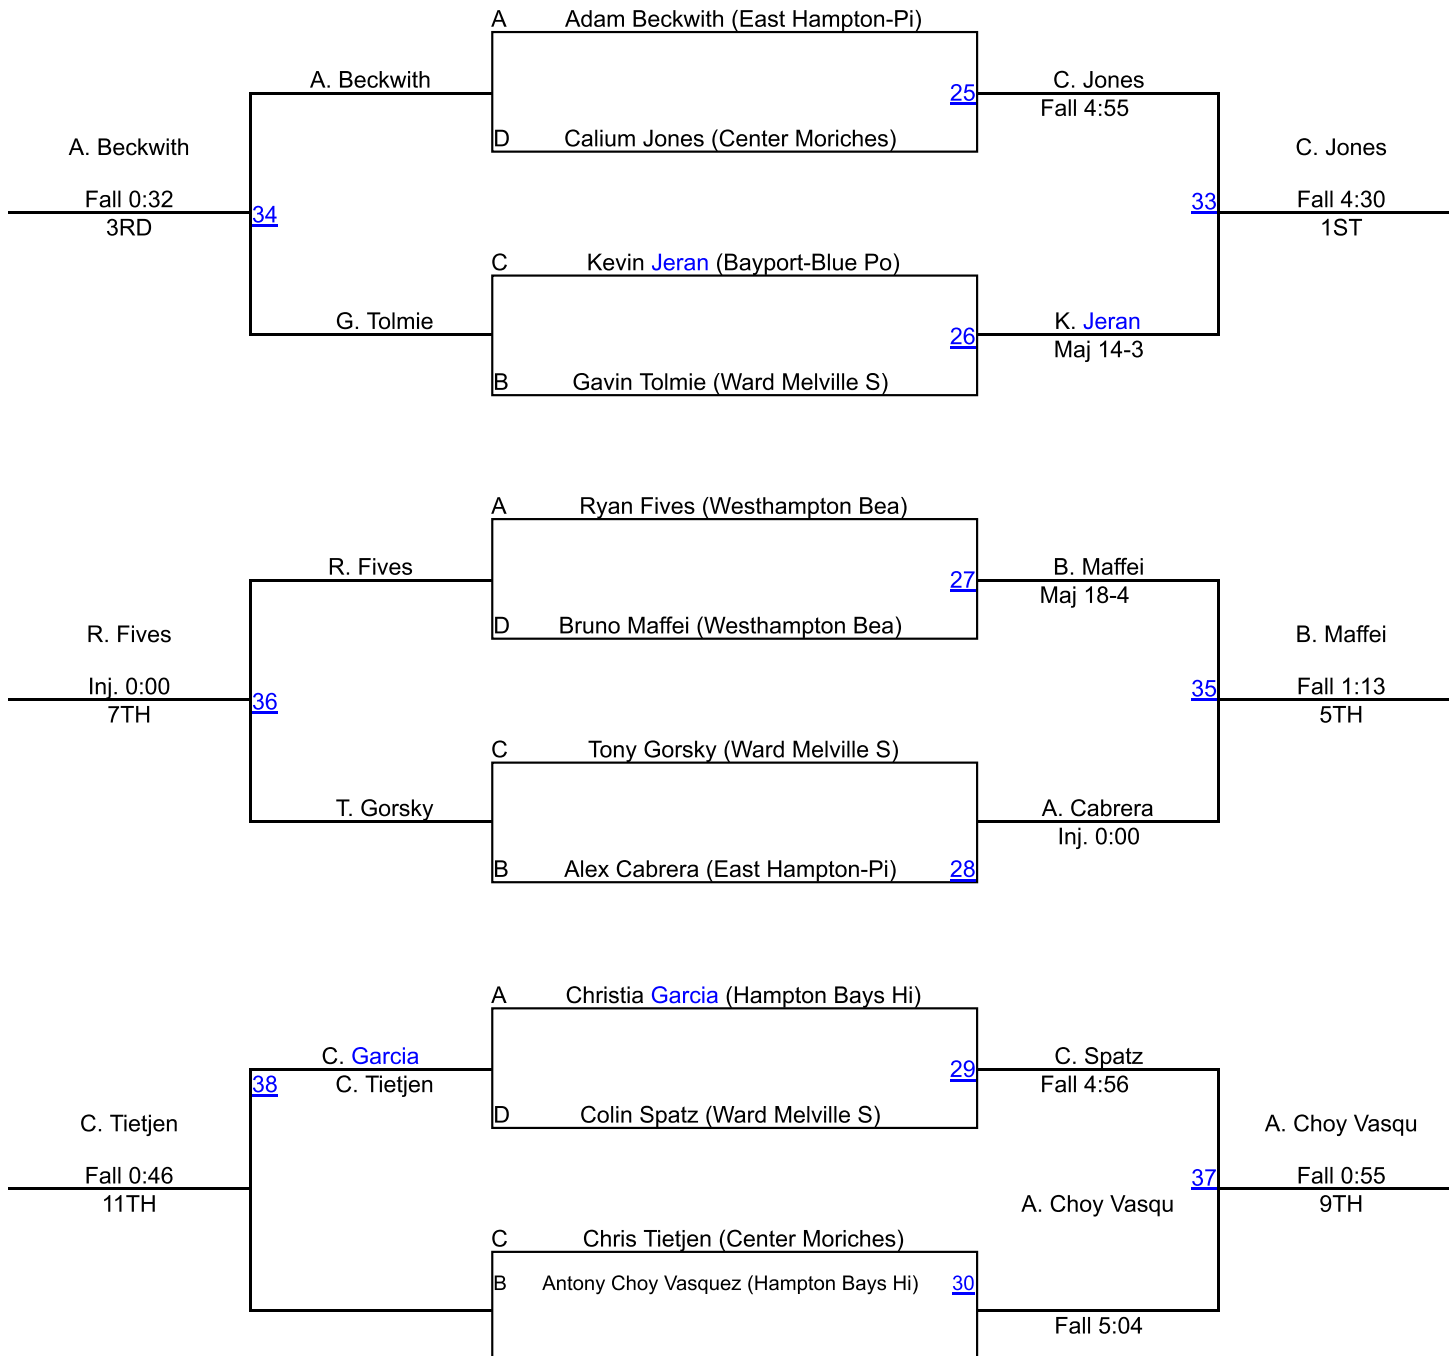 A Adam Beckwith (East Hampton-Pi)
A. Beckwith C. Jones
25
Fall 4:55
D Calium Jones (Center Moriches)
A. Beckwith C. Jones
Fall 0:32 34 33 Fall 4:30
3RD 1ST
C Kevin Jeran (Bayport-Blue Po)
G. Tolmie K. Jeran
26
Maj 14-3
B Gavin Tolmie (Ward Melville S)
A Ryan Fives (Westhampton Bea)
R. Fives B. Maffei
27
Maj 18-4
D Bruno Maffei (Westhampton Bea)
R. Fives B. Maffei
Inj. 0:00 36 35 Fall 1:13
7TH 5TH
C Tony Gorsky (Ward Melville S)
T. Gorsky A. Cabrera
Inj. 0:00
B Alex Cabrera (East Hampton-Pi) 28
A Christia Garcia (Hampton Bays Hi)
C. Garcia C. Spatz
29
38 C. Tietjen Fall 4:56
D Colin Spatz (Ward Melville S)
C. Tietjen A. Choy Vasqu
Fall 0:46 37 Fall 0:55
11TH A. Choy Vasqu 9TH
C Chris Tietjen (Center Moriches)
B Antony Choy Vasquez (Hampton Bays Hi) 30
Fall 5:04